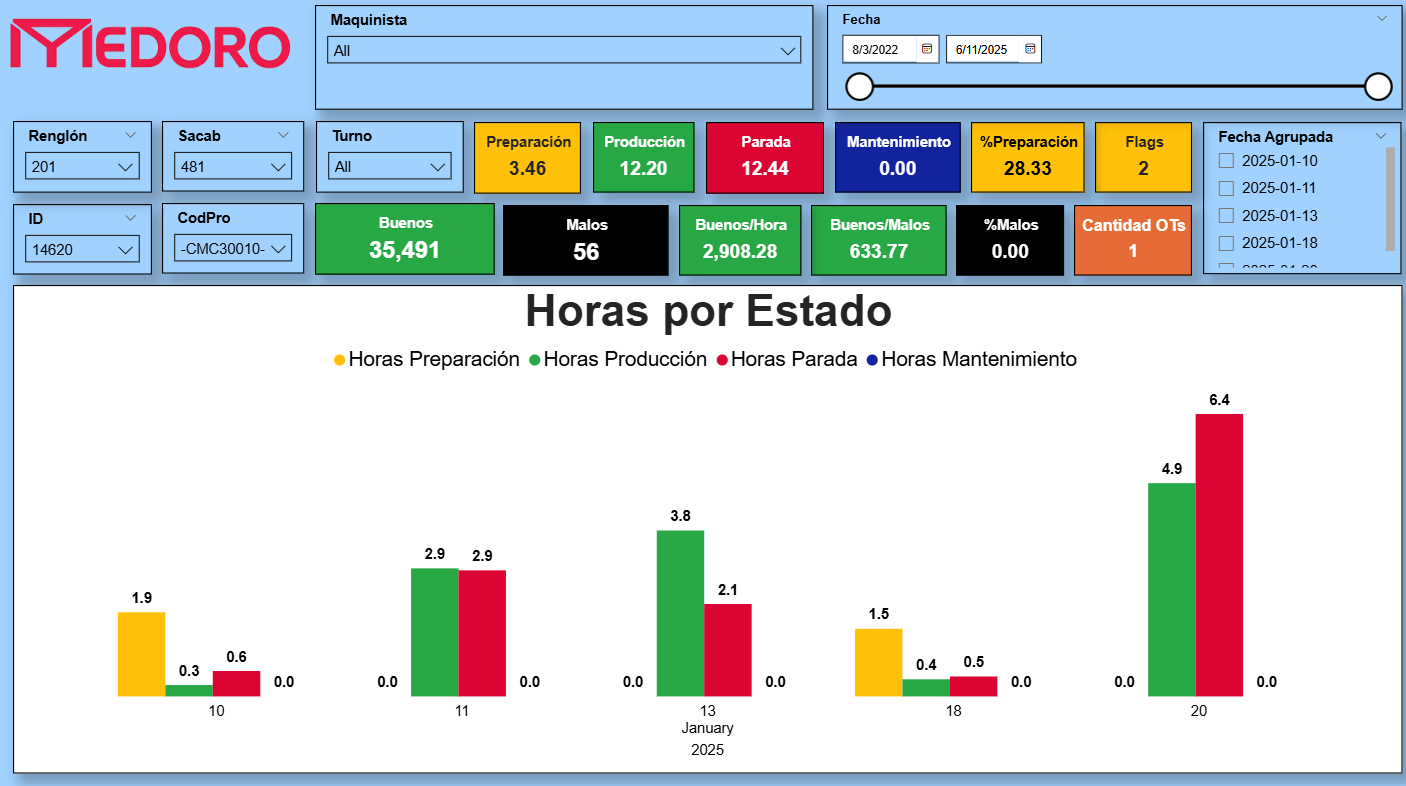 MEDORO
Maquinista
All
Fecha
8/3/2022
6/11/2025
Renglón
201
Sacab
481
Turno
All
Preparación
3.46
Producción
12.20
Parada
12.44
Mantenimiento
0.00
%Preparación
28.33
Flags
2
Fecha Agrupada
2025-01-10
2025-01-11
2025-01-13
2025-01-18
2025-01-20
ID
14620
CodPro
-CMC30010-
Buenos
35,491
Malos
56
Buenos/Hora
2,908.28
Buenos/Malos
633.77
%Malos
0.00
Cantidad OTs
1
Horas por Estado
Horas Preparación Horas Producción Horas Parada Horas Mantenimiento
1.9 0.3 0.6 0.0
0.0 2.9 2.9 0.0
0.0 3.8 2.1 0.0
1.5 0.4 0.5 0.0
0.0 4.9 6.4 0.0
10 11 13 18 20
January
2025